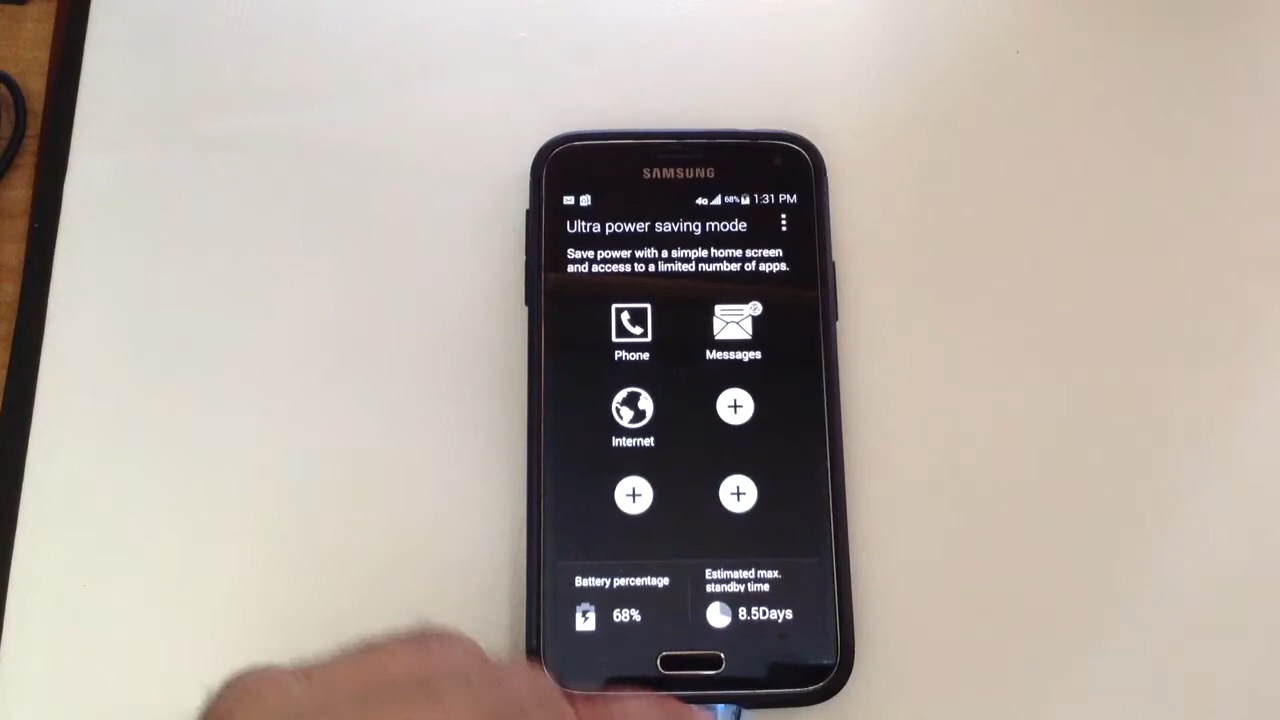 SAMSUNG
4G 68% 1:31 PM
Ultra power saving mode
Save power with a simple home screen
and access to a limited number of apps.
Phone
Messages
Internet
Battery percentage
68%
Estimated max.
standby time
8.5Days